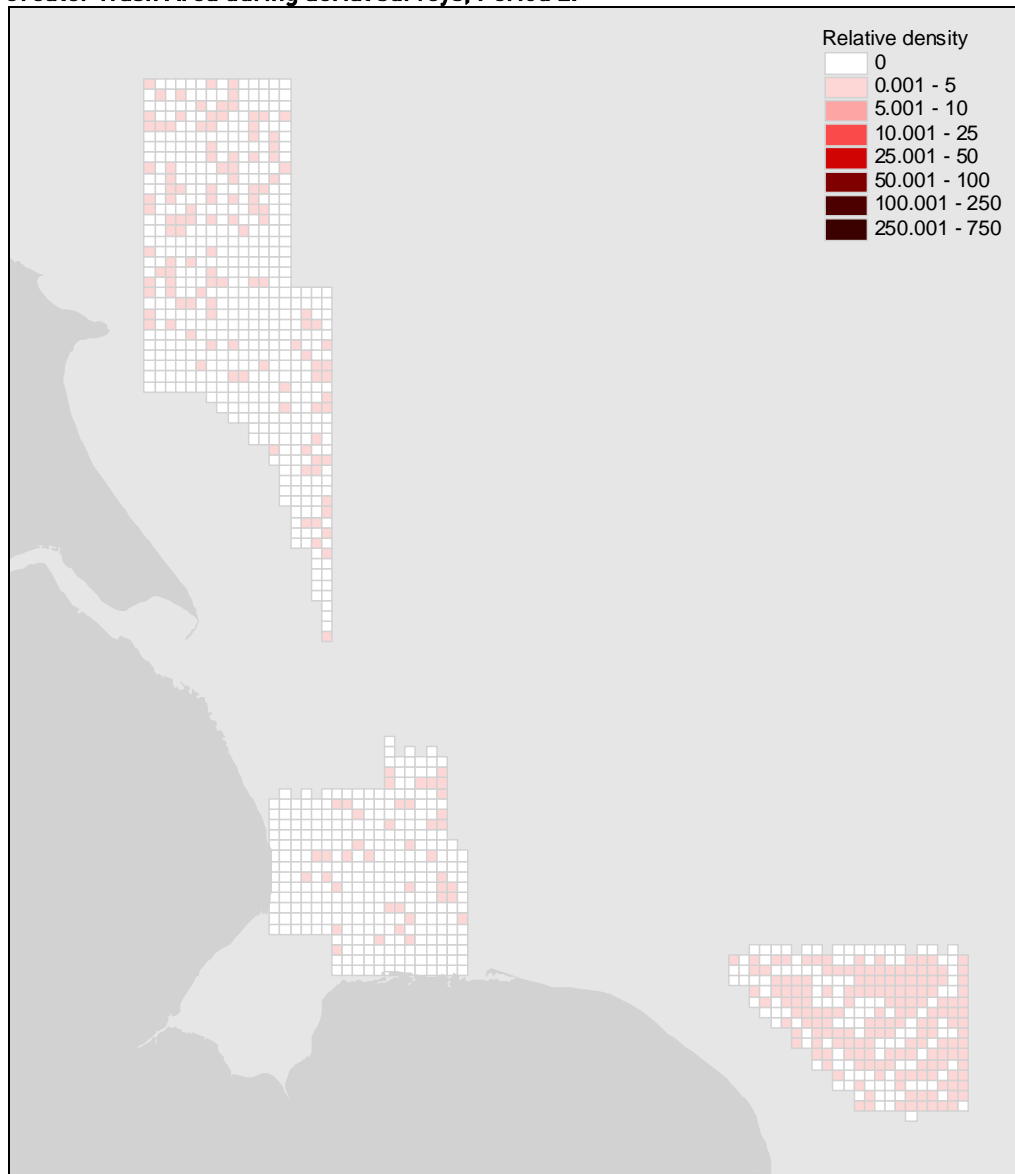 Greater Wash Area during aerial surveys, Period 2.
Relative density
0
0.001 - 5
5.001 - 10
10.001 - 25
25.001 - 50
50.001 - 100
100.001 - 250
250.001 - 750